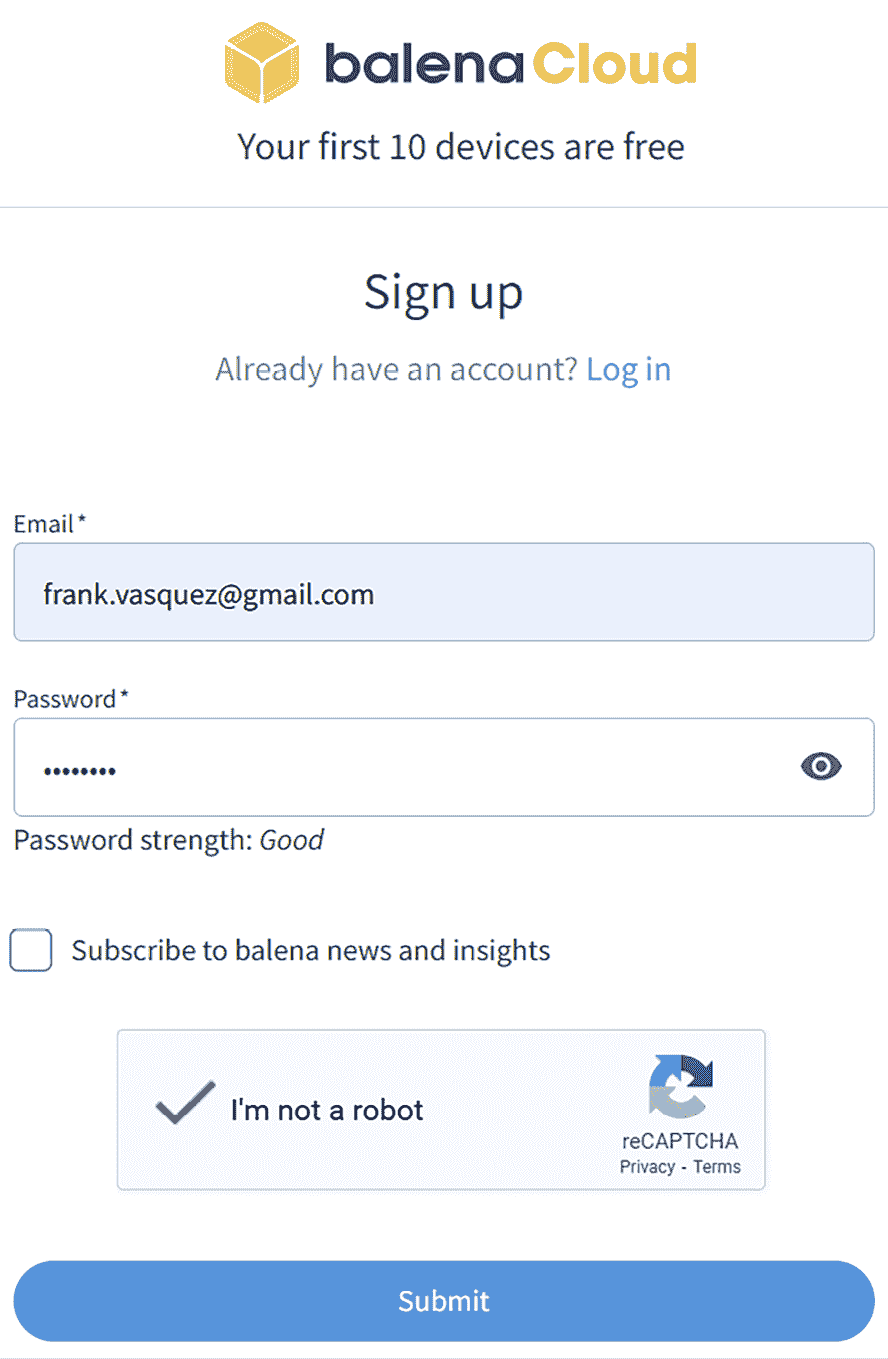 balenaCloud
Your first 10 devices are free
Sign up
Already have an account? Log in
Email*
frank.vasquez@gmail.com
Password*
••••••••
Password strength: Good
Subscribe to balena news and insights
I'm not a robot
reCAPTCHA
Privacy - Terms
Submit